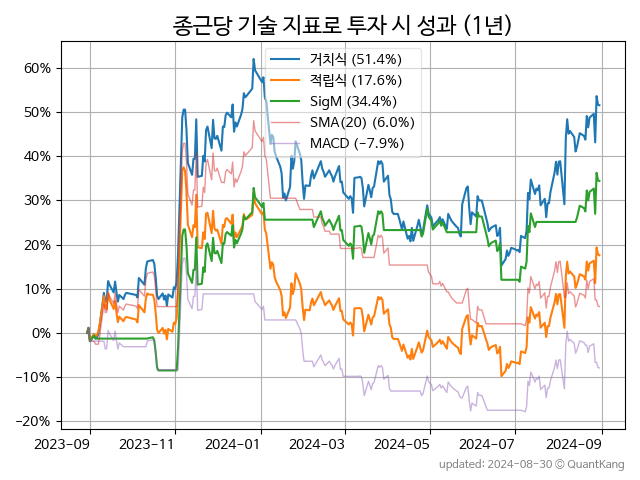 종근당 기술 지표로 투자 시 성과 (1년)
거치식 (51.4%)
적립식 (17.6%)
SigM (34.4%)
SMA(20) (6.0%)
MACD (−7.9%)
60%
50%
40%
30%
20%
10%
0%
−10%
−20%
2023-09
2023-11
2024-01
2024-03
2024-05
2024-07
2024-09
updated: 2024-08-30 ⓒ QuantKang